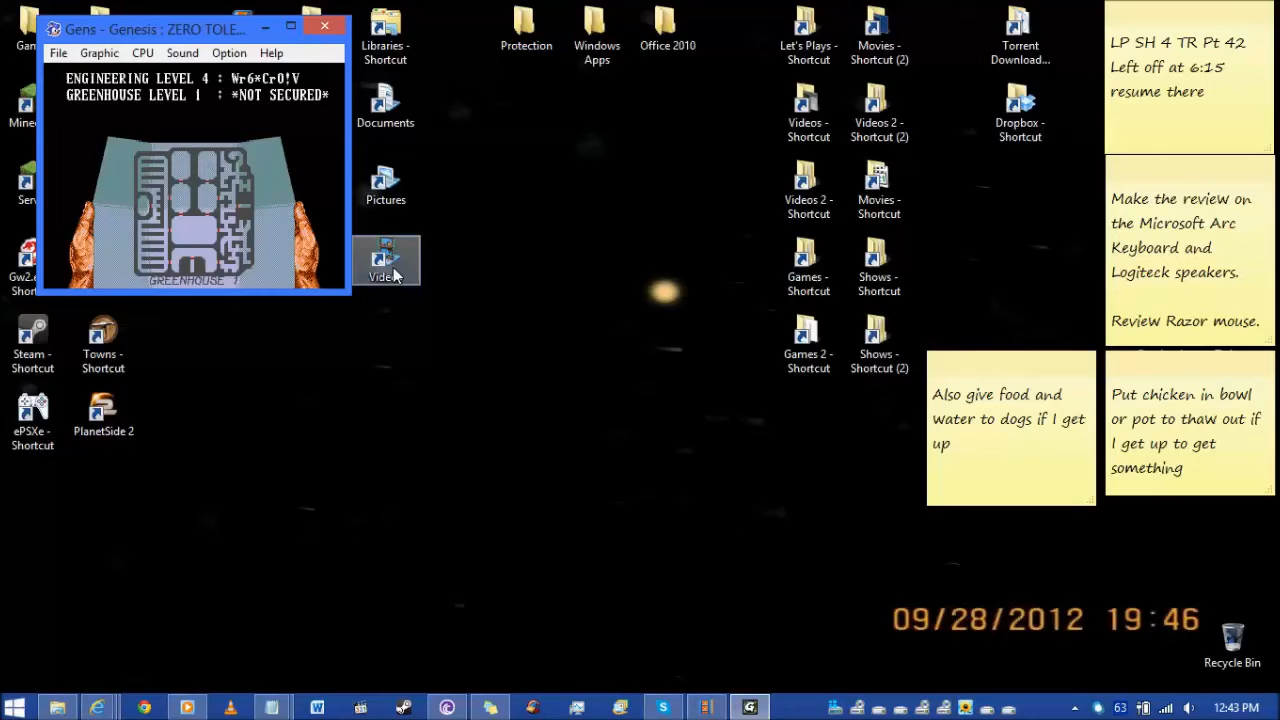 Gens - Genesis : ZERO TOLE...
File Graphic CPU Sound Option Help
ENGINEERING LEVEL 4 : Wr6*Cr0!V
GREENHOUSE LEVEL 1 : *NOT SECURED*
GREENHOUSE 1
Libraries -
Shortcut
Documents
Pictures
Steam -
Shortcut
Towns -
Shortcut
ePSXe -
Shortcut
PlanetSide 2
Protection
Windows
Apps
Office 2010
Let's Plays -
Shortcut
Movies -
Shortcut (2)
Videos -
Shortcut
Videos 2 -
Shortcut (2)
Videos 2 -
Shortcut
Movies -
Shortcut
Games -
Shortcut
Shows -
Shortcut
Games 2 -
Shortcut
Shows -
Shortcut (2)
Torrent
Download...
Dropbox -
Shortcut
LP SH 4 TR Pt 42
Left off at 6:15
resume there
Make the review on
the Microsoft Arc
Keyboard and
Logiteck speakers.
Review Razor mouse.
Also give food and
water to dogs if I get
up
Put chicken in bowl
or pot to thaw out if
I get up to get
something
09/28/2012 19:46
Recycle Bin
63
12:43 PM